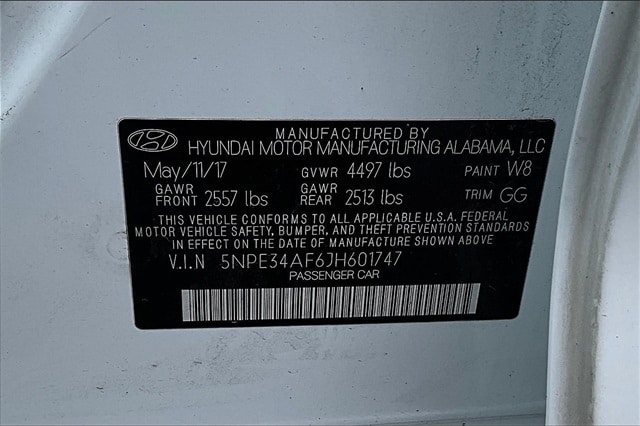 MANUFACTURED BY
HYUNDAI MOTOR MANUFACTURING ALABAMA, LLC
May/11/17 GVWR 4497 lbs PAINT W8
GAWR FRONT 2557 lbs GAWR REAR 2513 lbs TRIM GG
THIS VEHICLE CONFORMS TO ALL APPLICABLE U.S.A. FEDERAL
MOTOR VEHICLE SAFETY, BUMPER, AND THEFT PREVENTION STANDARDS
IN EFFECT ON THE DATE OF MANUFACTURE SHOWN ABOVE
V.I.N 5NPE34AF6JH601747
PASSENGER CAR